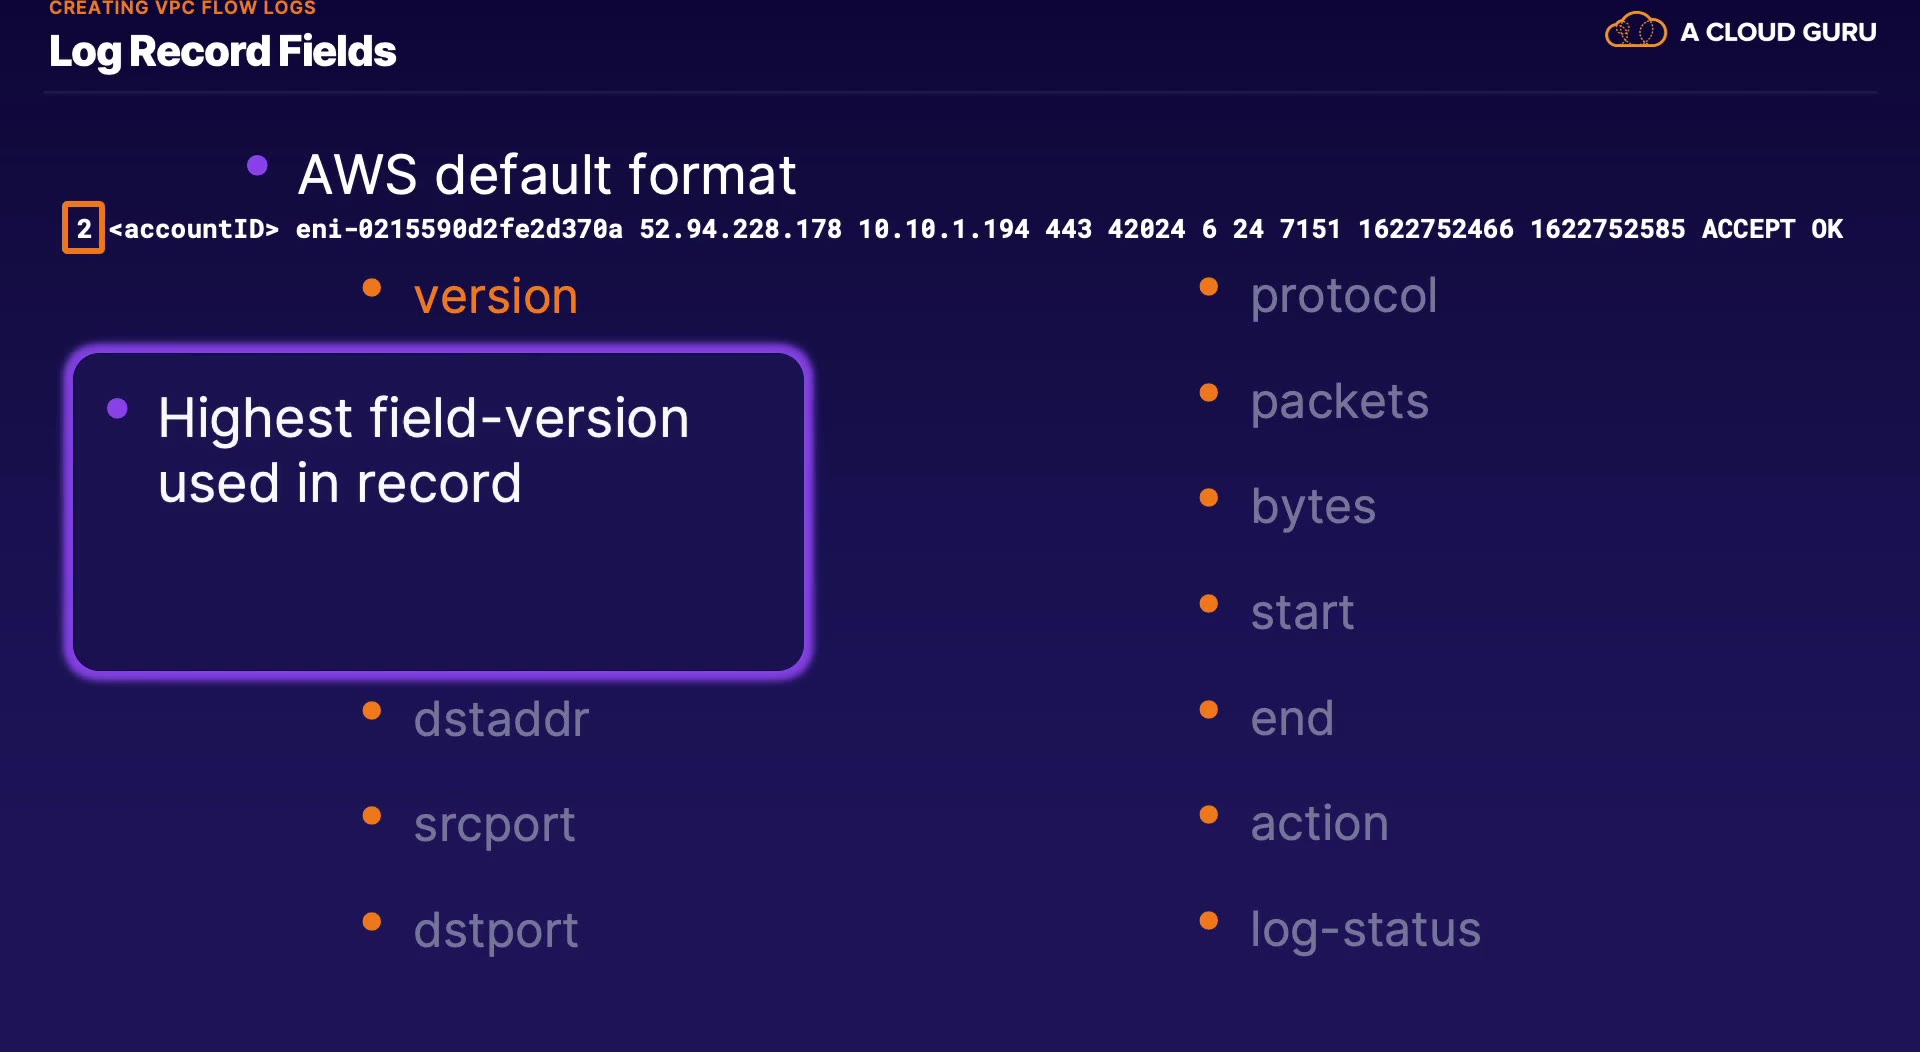 CREATING VPC FLOW LOGS
Log Record Fields
A CLOUD GURU
AWS default format
2 <accountID> eni-0215590d2fe2d370a 52.94.228.178 10.10.1.194 443 42024 6 24 7151 1622752466 1622752585 ACCEPT OK
version
Highest field-version
used in record
dstaddr
srcport
dstport
protocol
packets
bytes
start
end
action
log-status